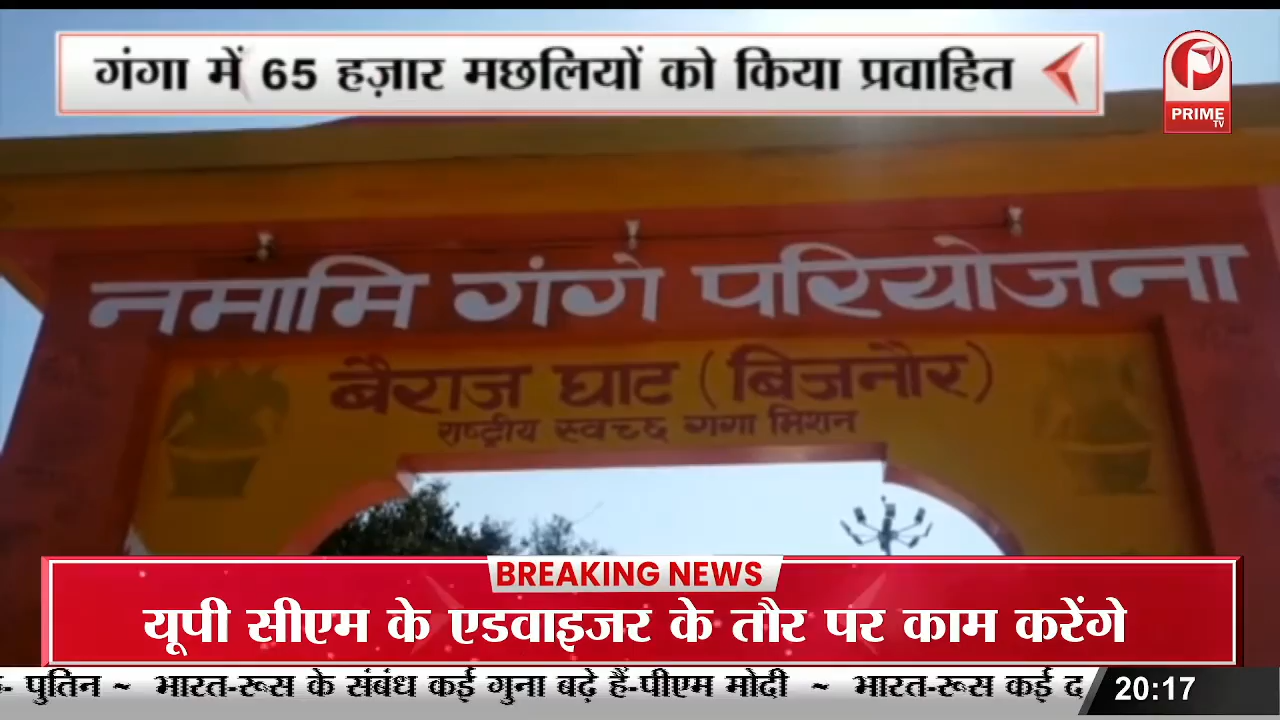 गंगा में 65 हज़ार मछलियों को किया प्रवाहित
PRIME
TV
नमामि गंगे परियोजना
बैराज घाट (बिजनौर)
राष्ट्रीय स्वच्छ गंगा मिशन
BREAKING NEWS
यूपी सीएम के एडवाइजर के तौर पर काम करेंगे
- पुतिन ~ भारत-रूस के संबंध कई गुना बढ़े हैं-पीएम मोदी ~ भारत-रूस कई द
20:17